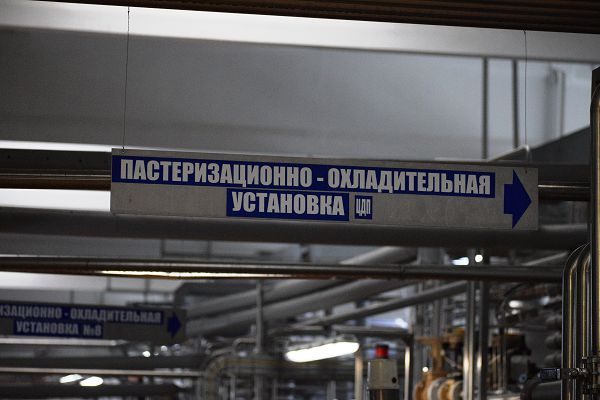 ПАСТЕРИЗАЦИОННО - ОХЛАДИТЕЛЬНАЯ
УСТАНОВКА ЦДП
ИЗАЦИОННО - ОХЛАДИТЕЛЬНАЯ
УСТАНОВКА №8